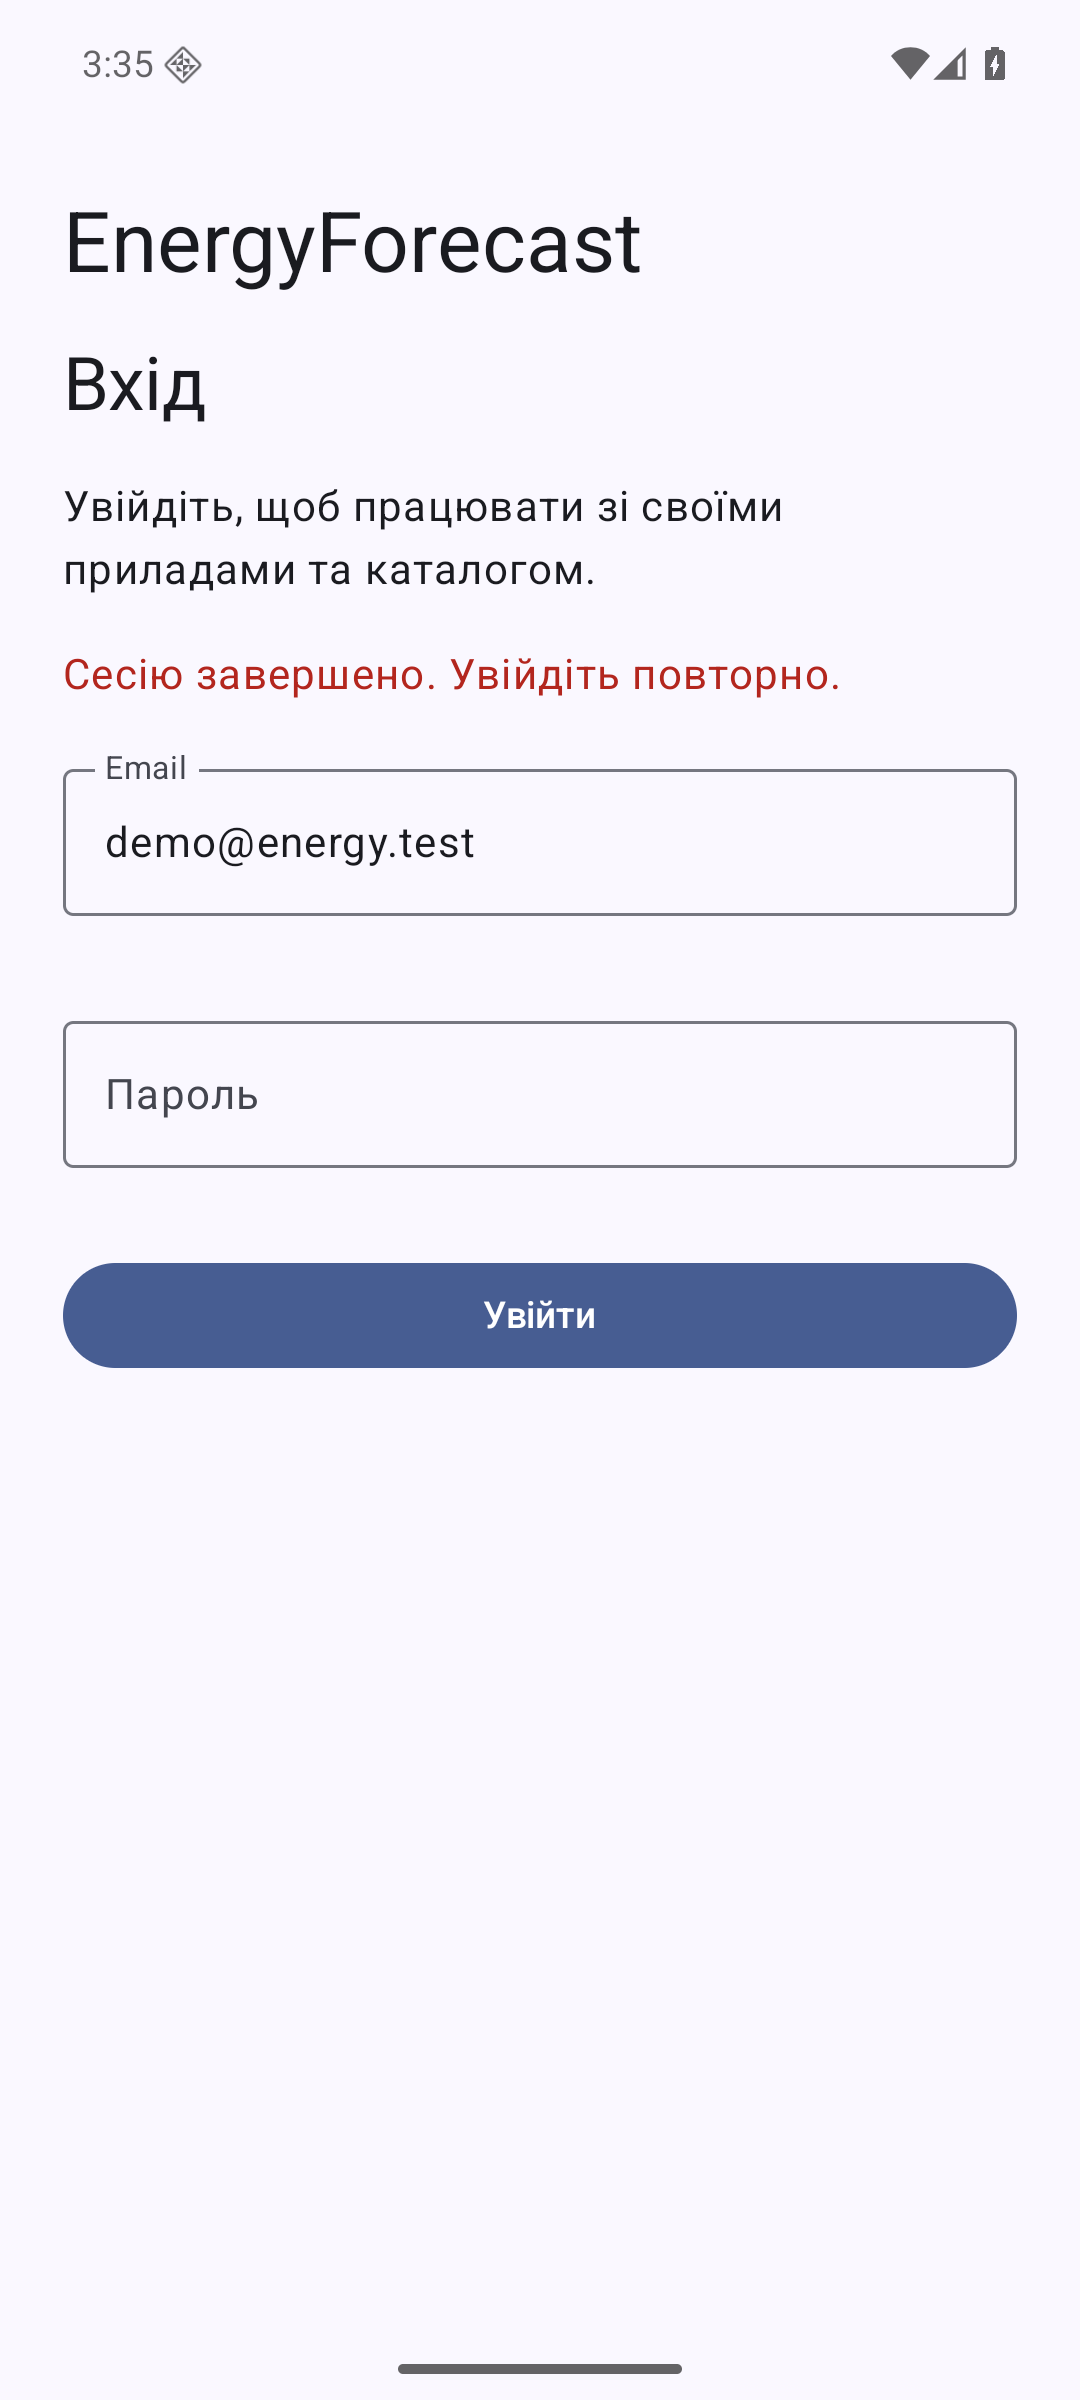 3:35
EnergyForecast
Вхід
Увійдіть, щоб працювати зі своїми
приладами та каталогом.
Сесію завершено. Увійдіть повторно.
Email
demo@energy.test
Пароль
Увійти